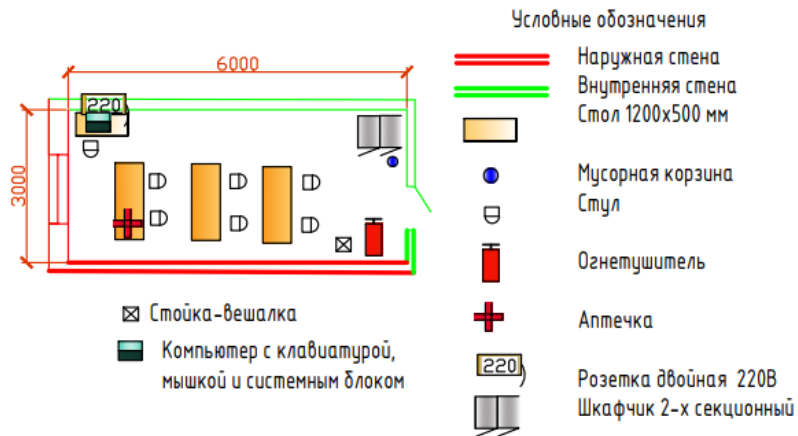 Условные обозначения
6000
Наружная стена
Внутренняя стена
220
Стол 1200х500 мм
3000
Мусорная корзина
Стул
Огнетушитель
Стойка-вешалка
Аптечка
Компьютер с клавиатурой,
мышкой и системным блоком
220
Розетка двойная 220В
Шкафчик 2-х секционный